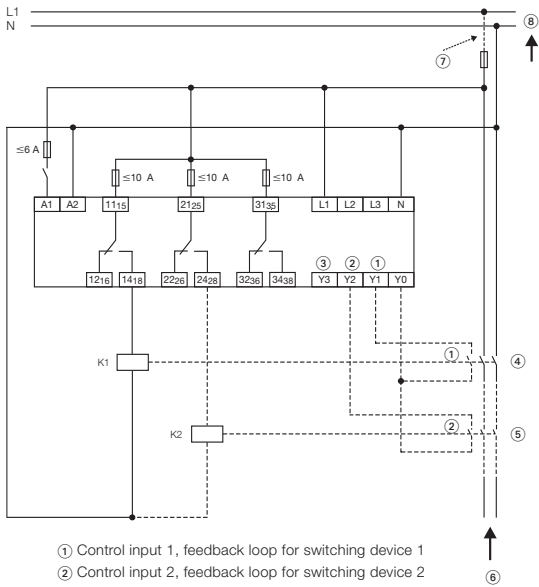 L1
N
⑧
⑦
≤6 A
≤10 A
≤10 A
≤10 A
A1 A2 1115 2125 3135 L1 L2 L3 N
③ ② ①
1216 1418 2226 2428 3236 3438 Y3 Y2 Y1 Y0
K1 ① ④
K2 ② ⑤
① Control input 1, feedback loop for switching device 1
② Control input 2, feedback loop for switching device 2
⑥